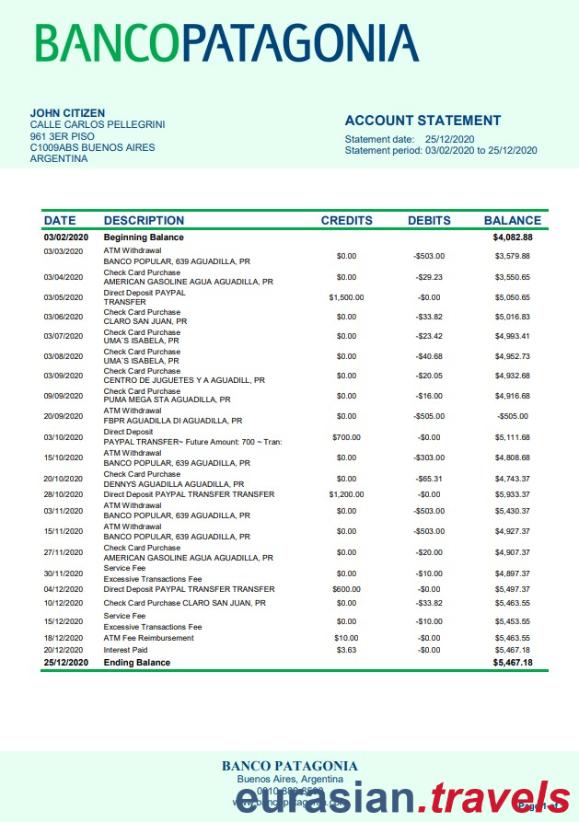 BANCOPATAGONIA
JOHN CITIZEN
CALLE CARLOS PELLEGRINI
961 3ER PISO
C1009ABS BUENOS AIRES
ARGENTINA
ACCOUNT STATEMENT
Statement date: 25/12/2020
Statement period: 03/02/2020 to 25/12/2020
DATE DESCRIPTION CREDITS DEBITS BALANCE
03/02/2020 Beginning Balance $4,082.88
03/03/2020 ATM Withdrawal
BANCO POPULAR, 639 AGUADILLA, PR $0.00 -$503.00 $3,579.88
03/04/2020 Check Card Purchase
AMERICAN GASOLINE AGUA AGUADILLA, PR $0.00 -$29.23 $3,550.65
03/05/2020 Direct Deposit PAYPAL
TRANSFER $1,500.00 -$0.00 $5,050.65
03/06/2020 Check Card Purchase
CLARO SAN JUAN, PR $0.00 -$33.82 $5,016.83
03/07/2020 Check Card Purchase
UMA`S ISABELA, PR $0.00 -$23.42 $4,993.41
03/08/2020 Check Card Purchase
UMA`S ISABELA, PR $0.00 -$40.68 $4,952.73
03/09/2020 Check Card Purchase
CENTRO DE JUGUETES Y A AGUADILL, PR $0.00 -$20.05 $4,932.68
09/09/2020 Check Card Purchase
PUMA MEGA STA AGUADILLA, PR $0.00 -$16.00 $4,916.68
20/09/2020 ATM Withdrawal
FBPR AGUADILLA DI AGUADILLA, PR $0.00 -$505.00 -$505.00
03/10/2020 Direct Deposit
PAYPAL TRANSFER~ Future Amount: 700 ~ Tran: $700.00 -$0.00 $5,111.68
15/10/2020 ATM Withdrawal
BANCO POPULAR, 639 AGUADILLA, PR $0.00 -$303.00 $4,808.68
20/10/2020 Check Card Purchase
DENNYS AGUADILLA AGUADILLA, PR $0.00 -$65.31 $4,743.37
28/10/2020 Direct Deposit PAYPAL TRANSFER TRANSFER $1,200.00 -$0.00 $5,933.37
03/11/2020 ATM Withdrawal
BANCO POPULAR, 639 AGUADILLA, PR $0.00 -$503.00 $5,430.37
15/11/2020 ATM Withdrawal
BANCO POPULAR, 639 AGUADILLA, PR $0.00 -$503.00 $4,927.37
27/11/2020 Check Card Purchase
AMERICAN GASOLINE AGUA AGUADILLA, PR $0.00 -$20.00 $4,907.37
30/11/2020 Service Fee
Excessive Transactions Fee $0.00 -$10.00 $4,897.37
04/12/2020 Direct Deposit PAYPAL TRANSFER TRANSFER $600.00 -$0.00 $5,497.37
10/12/2020 Check Card Purchase CLARO SAN JUAN, PR $0.00 -$33.82 $5,463.55
15/12/2020 Service Fee
Excessive Transactions Fee $0.00 -$10.00 $5,453.55
18/12/2020 ATM Fee Reimbursement $10.00 -$0.00 $5,463.55
20/12/2020 Interest Paid $3.63 -$0.00 $5,467.18
25/12/2020 Ending Balance $5,467.18
BANCO PATAGONIA
Buenos Aires, Argentina
eurasian.travels